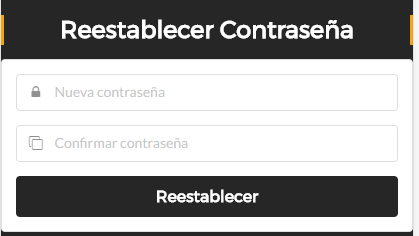 Reestablecer Contraseña
Nueva contraseña
Confirmar contraseña
Reestablecer